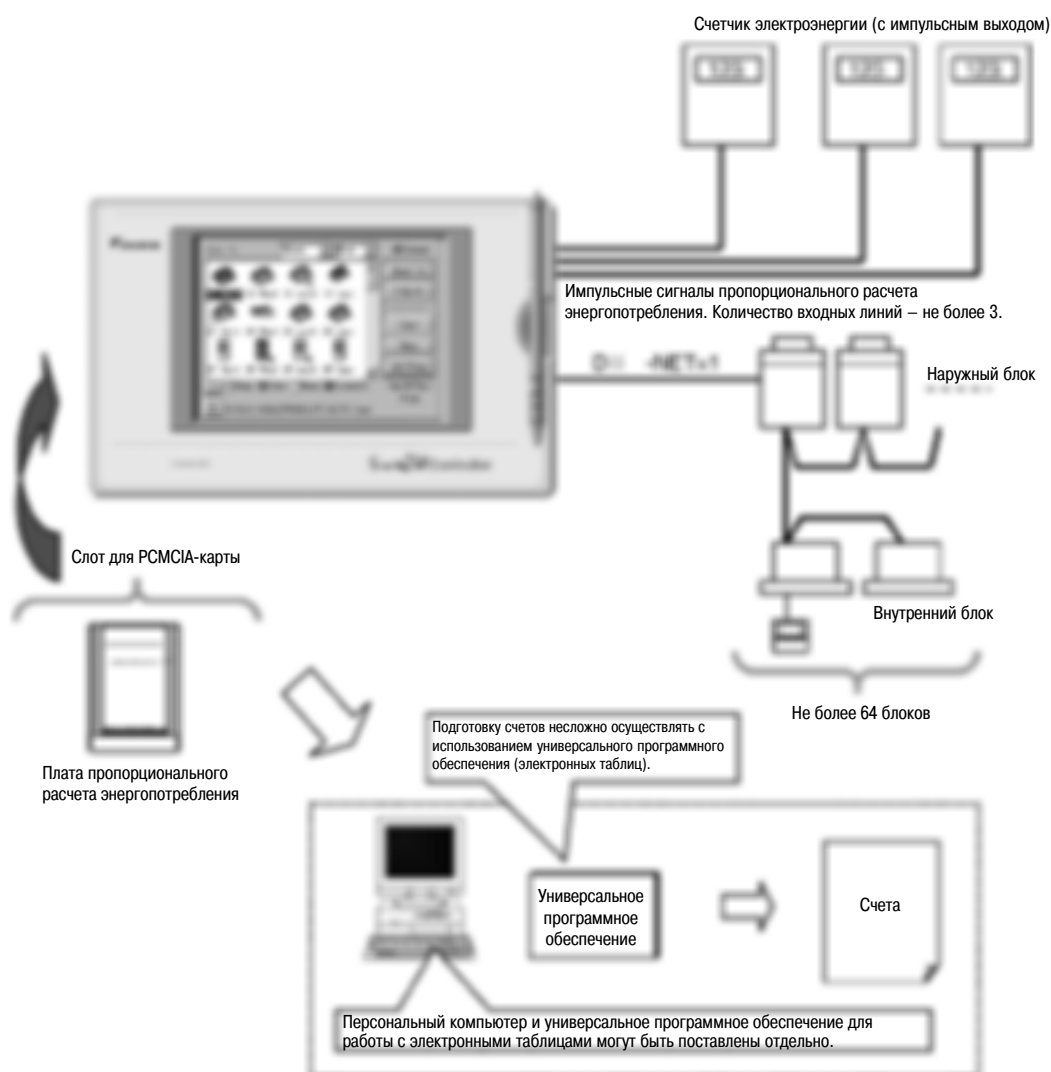 Счетчик электроэнергии (с импульсным выходом)
Импульсные сигналы пропорционального расчета
энергопотребления. Количество входных линий – не более 3.
Наружный блок
Слот для PCMCIA-карты
Внутренний блок
Не более 64 блоков
Плата пропорционального
расчета энергопотребления
Подготовку счетов несложно осуществлять с
использованием универсального программного
обеспечения (электронных таблиц).
Универсальное
программное
обеспечение
Счета
Персональный компьютер и универсальное программное обеспечение для
работы с электронными таблицами могут быть поставлены отдельно.